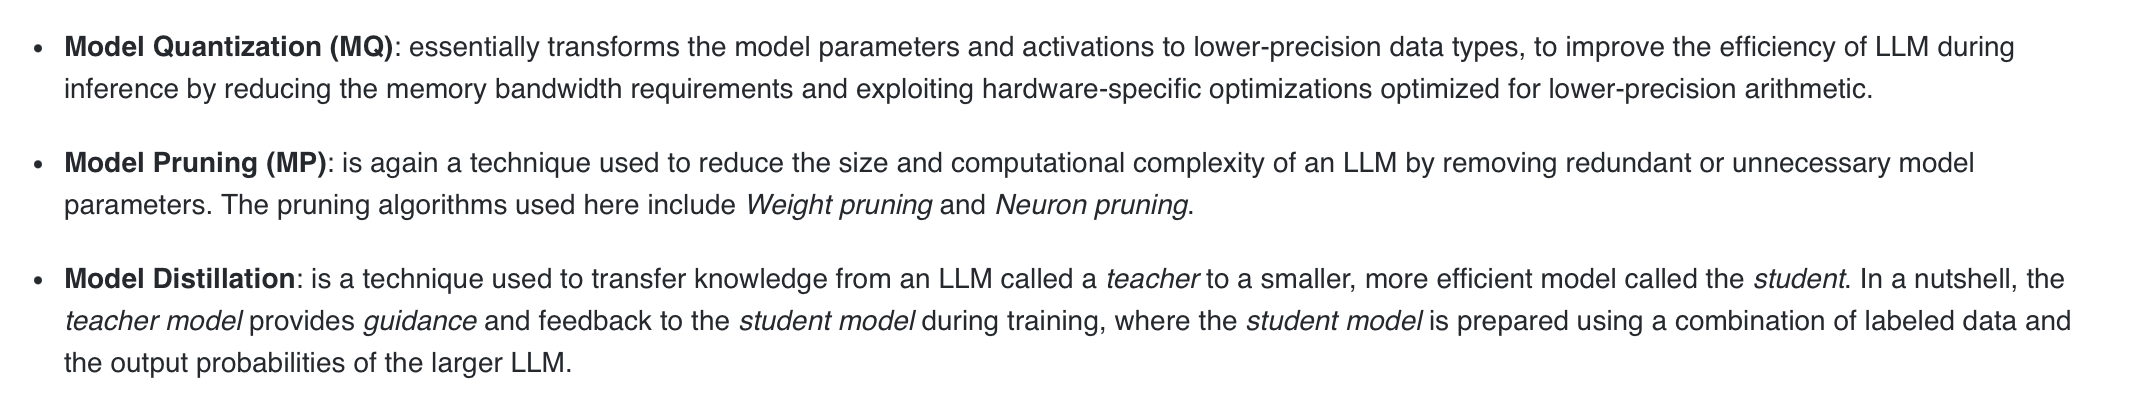 • Model Quantization (MQ): essentially transforms the model parameters and activations to lower-precision data types, to improve the efficiency of LLM during
inference by reducing the memory bandwidth requirements and exploiting hardware-specific optimizations optimized for lower-precision arithmetic.
• Model Pruning (MP): is again a technique used to reduce the size and computational complexity of an LLM by removing redundant or unnecessary model
parameters. The pruning algorithms used here include Weight pruning and Neuron pruning.
• Model Distillation: is a technique used to transfer knowledge from an LLM called a teacher to a smaller, more efficient model called the student. In a nutshell, the
teacher model provides guidance and feedback to the student model during training, where the student model is prepared using a combination of labeled data and
the output probabilities of the larger LLM.